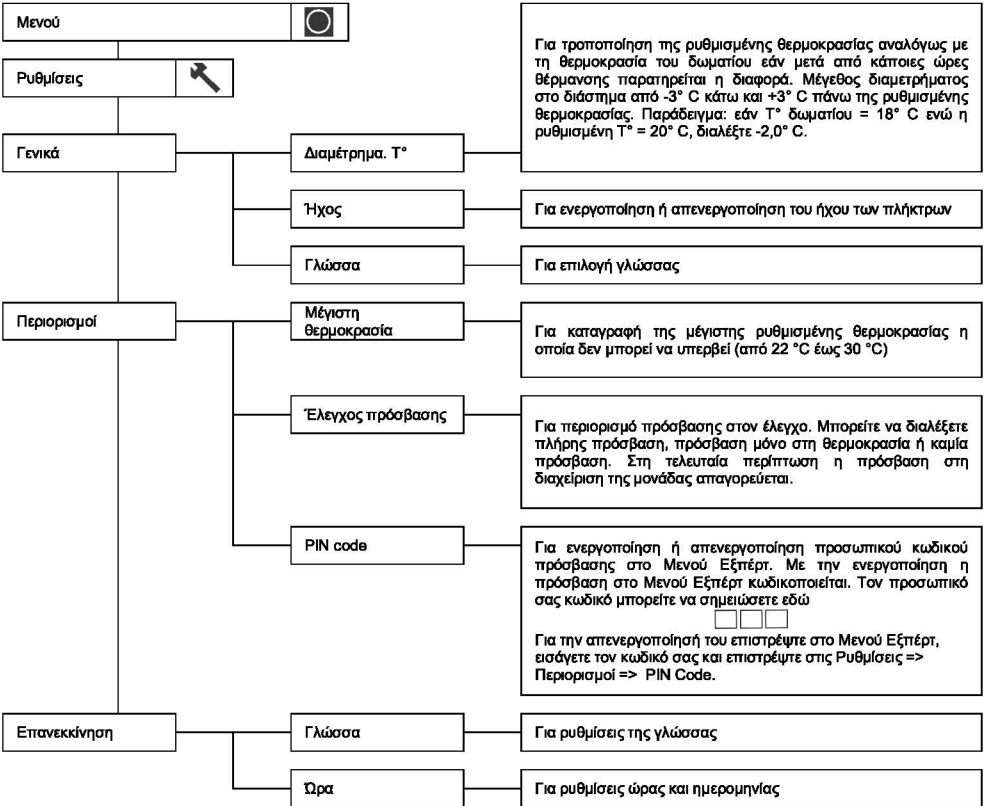 Μενού
Ρυθμίσεις
Για τροποποίηση της ρυθμισμένης θερμοκρασίας αναλόγως με
τη θερμοκρασία του δωματίου εάν μετά από κάποιες ώρες
θέρμανσης παρατηρείται η διαφορά. Μέγεθος διαμετρήματος
στο διάστημα από -3° C κάτω και +3° C πάνω της ρυθμισμένης
θερμοκρασίας. Παράδειγμα: εάν T° δωματίου = 18° C ενώ η
ρυθμισμένη T° = 20° C, διαλέξτε -2,0° C.
Γενικά
Διαμέτρημα. T°
Ήχος
Για ενεργοποίηση ή απενεργοποίηση του ήχου των πλήκτρων
Γλώσσα
Για επιλογή γλώσσας
Περιορισμοί
Μέγιστη
θερμοκρασία
Για καταγραφή της μέγιστης ρυθμισμένης θερμοκρασίας η
οποία δεν μπορεί να υπερβεί (από 22 °C έως 30 °C)
Έλεγχος πρόσβασης
Για περιορισμό πρόσβασης στον έλεγχο. Μπορείτε να διαλέξετε
πλήρης πρόσβαση, πρόσβαση μόνο στη θερμοκρασία ή καμία
πρόσβαση. Στη τελευταία περίπτωση η πρόσβαση στη
διαχείριση της μονάδας απαγορεύεται.
PIN code
Για ενεργοποίηση ή απενεργοποίηση προσωπικού κωδικού
πρόσβασης στο Μενού Εξπέρτ. Με την ενεργοποίηση η
πρόσβαση στο Μενού Εξπέρτ κωδικοποιείται. Τον προσωπικό
σας κωδικό μπορείτε να σημειώσετε εδώ
Για την απενεργοποίησή του επιστρέψτε στο Μενού Εξπέρτ,
εισάγετε τον κωδικό σας και επιστρέψτε στις Ρυθμίσεις =>
Περιορισμοί => PIN Code.
Επανεκκίνηση
Γλώσσα
Για ρυθμίσεις της γλώσσας
Ώρα
Για ρυθμίσεις ώρας και ημερομηνίας